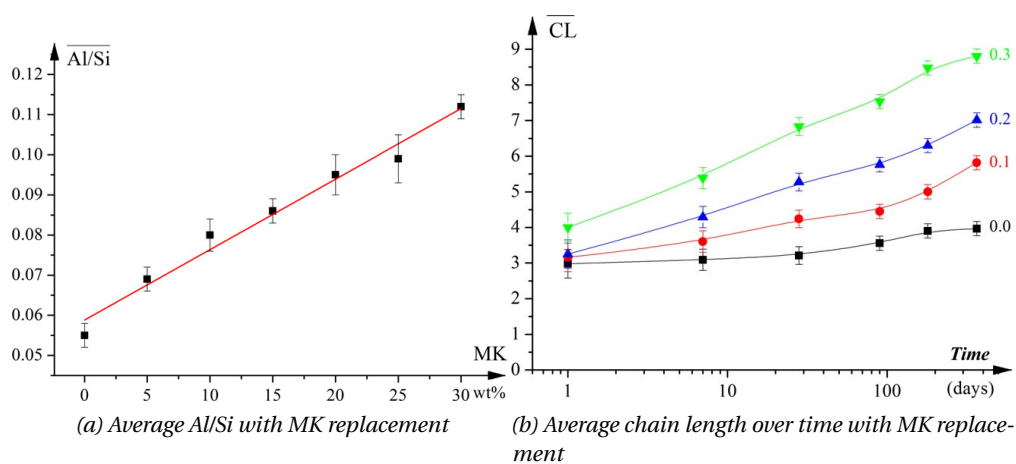 Al/Si
0.12
0.11
0.10
0.09
0.08
0.07
0.06
0.05
MK
0 5 10 15 20 25 30 wt%
(a) Average Al/Si with MK replacement
CL
9
8
7
6
5
4
3
2
1
0
0.3
0.2
0.1
0.0
Time
1 10 100 (days)
(b) Average chain length over time with MK replace-
ment